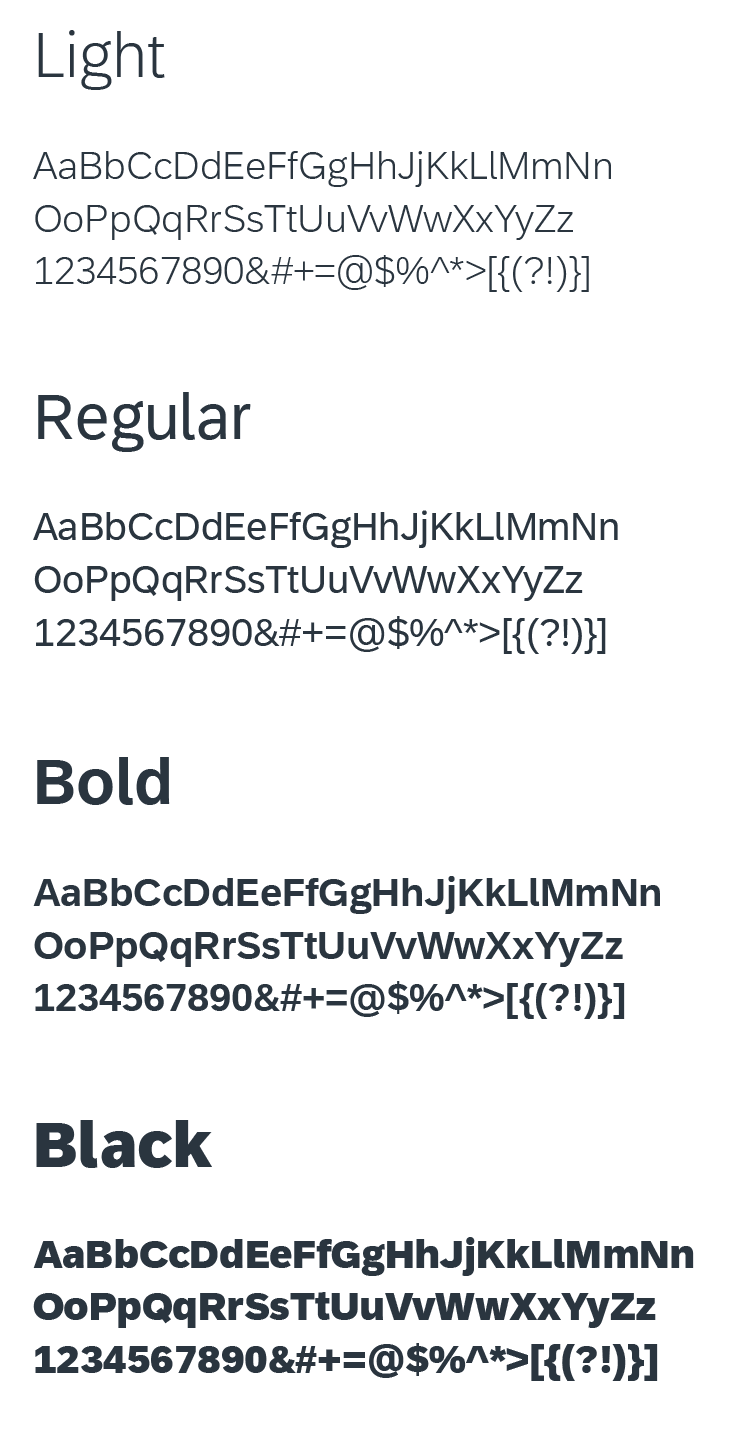 Light
AaBbCcDdEeFfGgHhJjKkLlMmNn
OoPpQqRrSsTtUuVvWwXxYyZz
1234567890&#+=@$%^*>[{(?!)}]
Regular
AaBbCcDdEeFfGgHhJjKkLlMmNn
OoPpQqRrSsTtUuVvWwXxYyZz
1234567890&#+=@$%^*>[{(?!)}]
Bold
AaBbCcDdEeFfGgHhJjKkLlMmNn
OoPpQqRrSsTtUuVvWwXxYyZz
1234567890&#+=@$%^*>[{(?!)}]
Black
AaBbCcDdEeFfGgHhJjKkLlMmNn
OoPpQqRrSsTtUuVvWwXxYyZz
1234567890&#+=@$%^*>[{(?!)}]